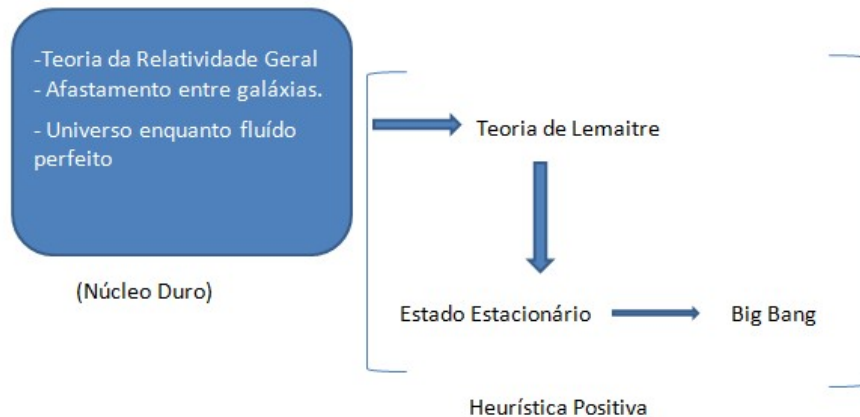 -Teoria da Relatividade Geral
- Afastamento entre galáxias.
- Universo enquanto fluído
perfeito
(Núcleo Duro)
Teoria de Lemaitre
Estado Estacionário
Big Bang
Heurística Positiva